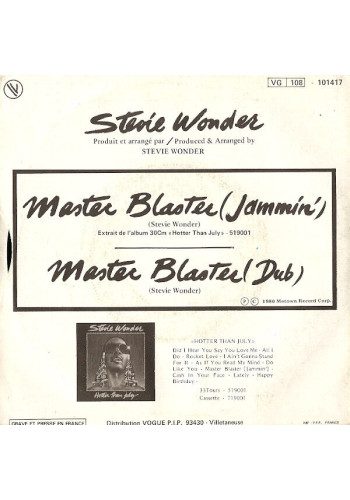 VG 108 - 101417
Stevie Wonder
Produit et arrangé par / Produced & Arranged by
STEVIE WONDER
Master Blaster (Jammin')
(Stevie Wonder)
Extrait de l'album 30Cm «Hotter Than July» - 519001
Master Blaster (Dub)
(Stevie Wonder)
Ⓟ © 1980 Motown Record Corp.
Stevie Wonder
Hotter than July
«HOTTER THAN JULY»
Did I Hear You Say You Love Me - All I
Do - Rocket Love - I Ain't Gonna Stand
For It - As If You Read My Mind - Do
Like You - Master Blaster (Jammin') -
Cash In Your Face - Lately - Happy
Birthday -
33Tours - 519001
Cassette - 719001
GRAVÉ ET PRESSÉ EN FRANCE
Distribution VOGUE P.I.P. 93430 - Villetaneuse